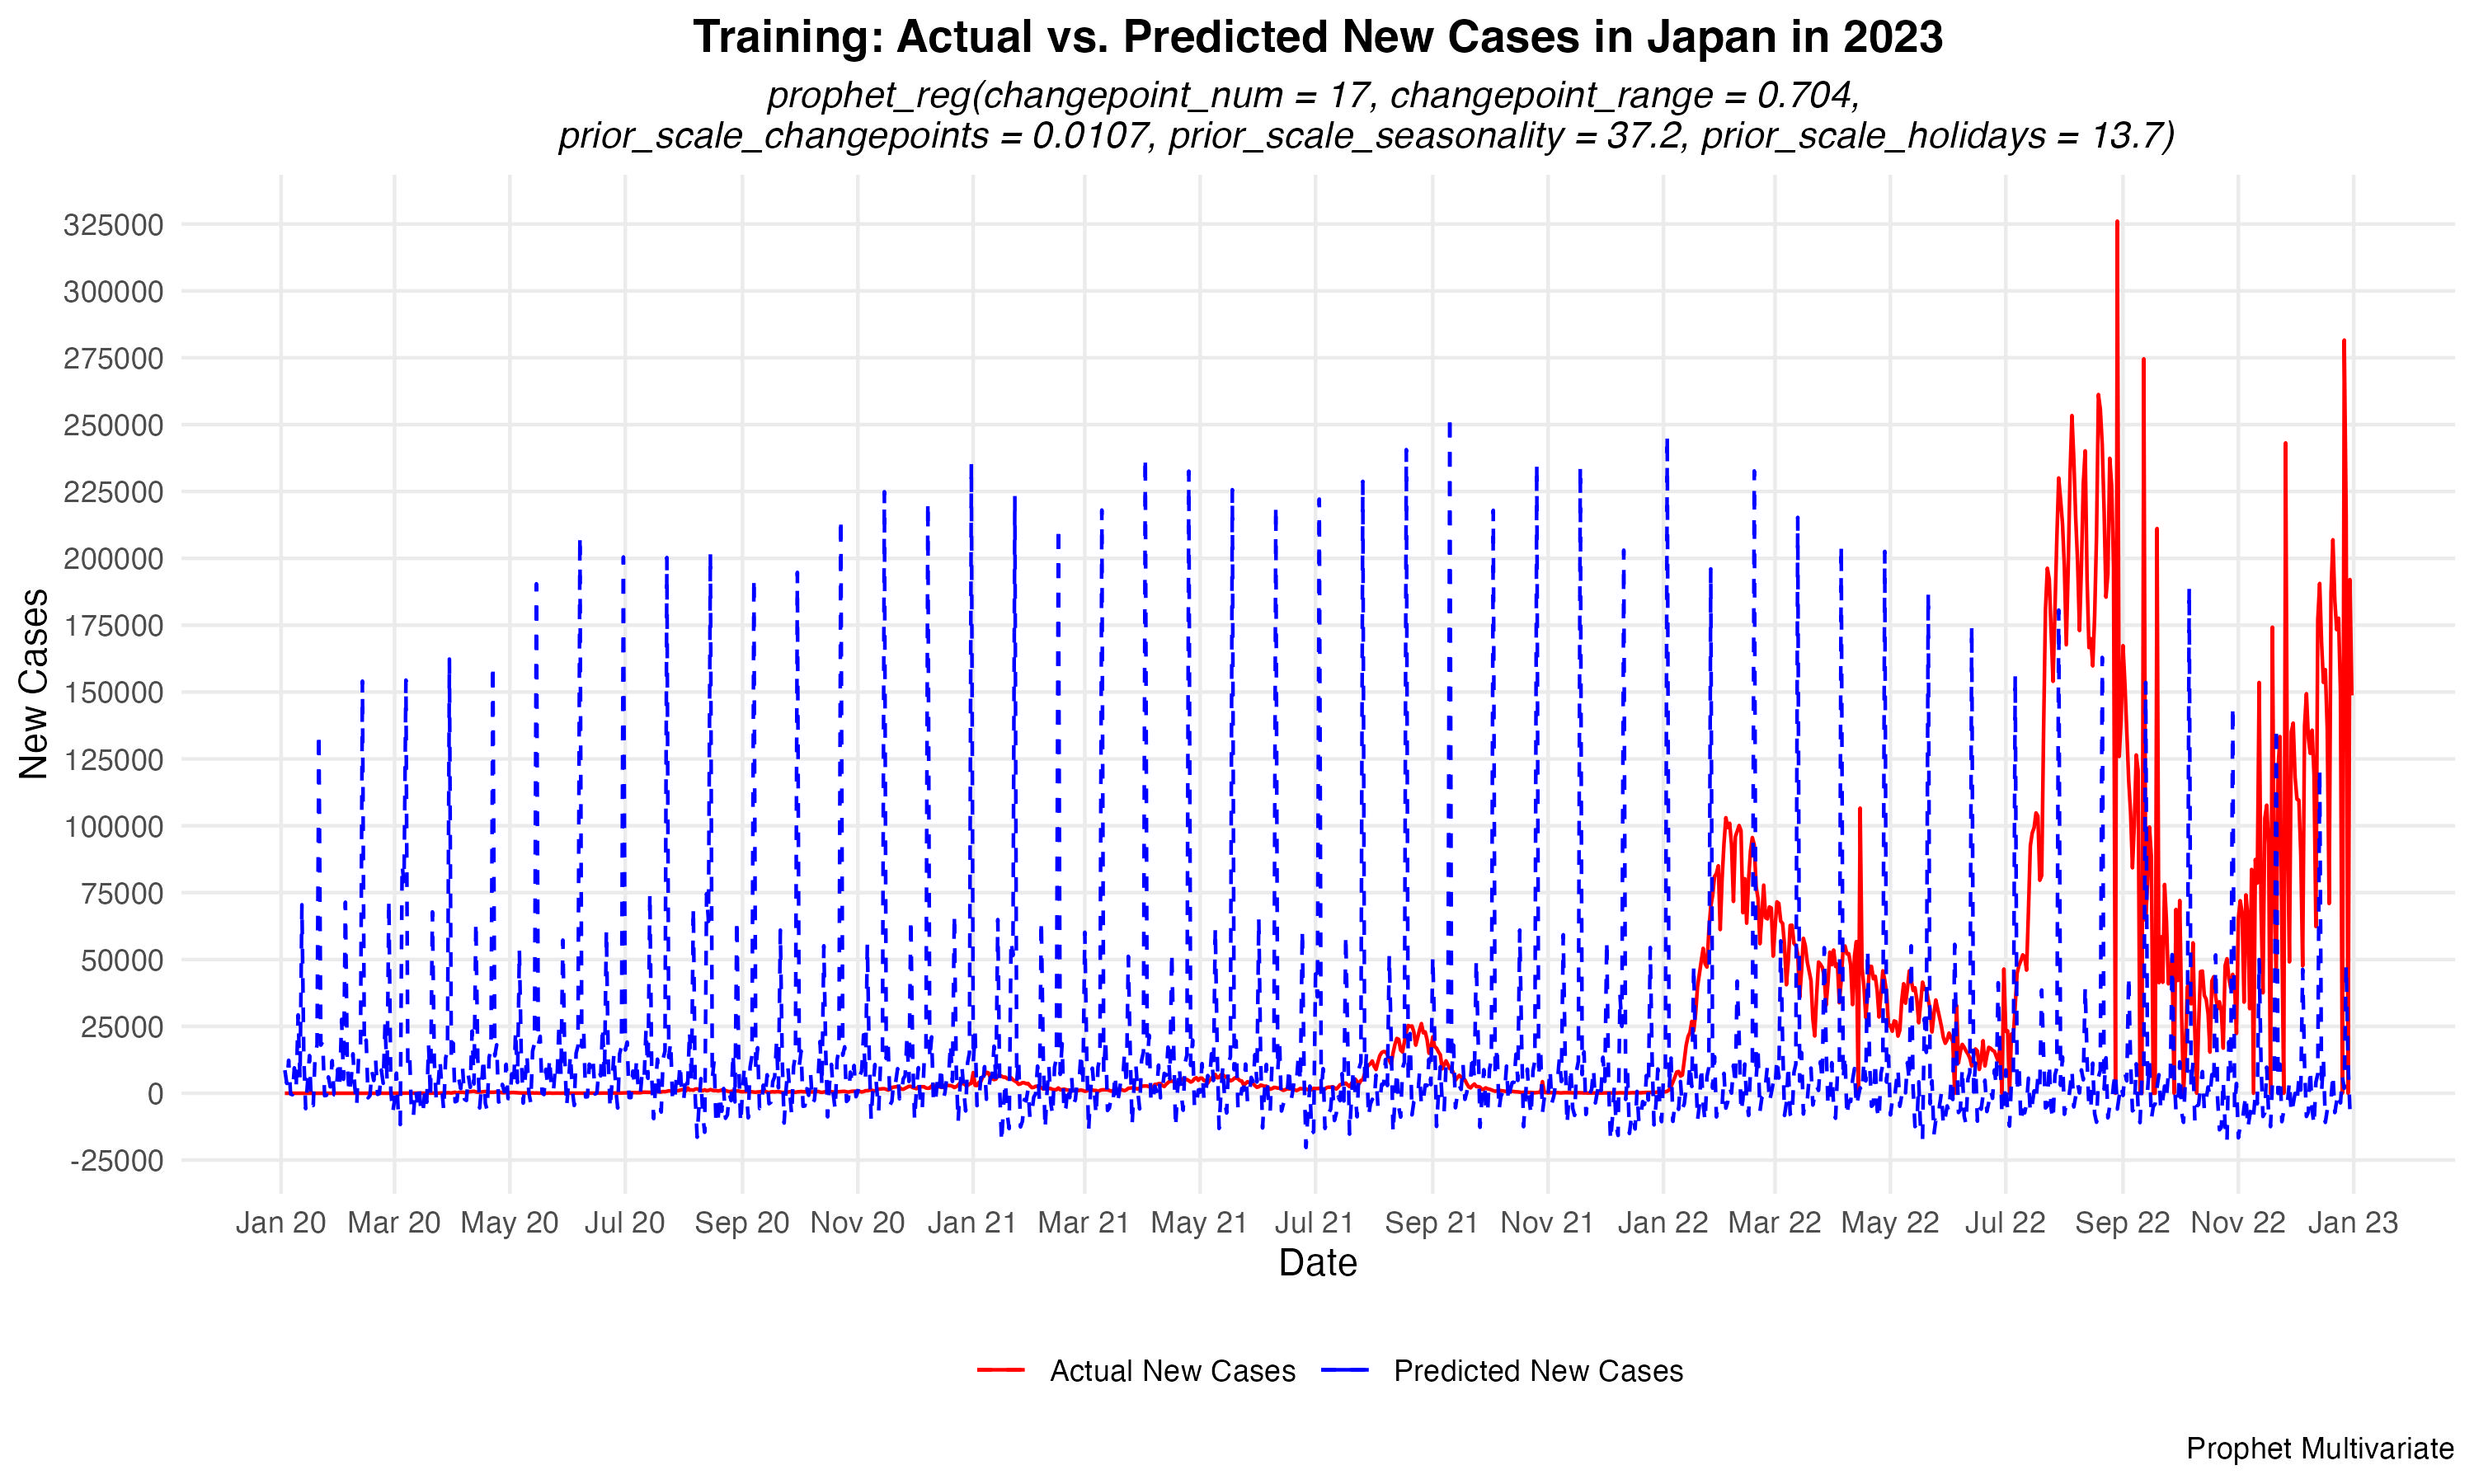 Training: Actual vs. Predicted New Cases in Japan in 2023
prophet_reg(changepoint_num = 17, changepoint_range = 0.704,
prior_scale_changepoints = 0.0107, prior_scale_seasonality = 37.2, prior_scale_holidays = 13.7)
New Cases
325000
300000
275000
250000
225000
200000
175000
150000
125000
100000
75000
50000
25000
0
-25000
Jan 20 Mar 20 May 20 Jul 20 Sep 20 Nov 20 Jan 21 Mar 21 May 21 Jul 21 Sep 21 Nov 21 Jan 22 Mar 22 May 22 Jul 22 Sep 22 Nov 22 Jan 23
Date
Actual New Cases Predicted New Cases
Prophet Multivariate